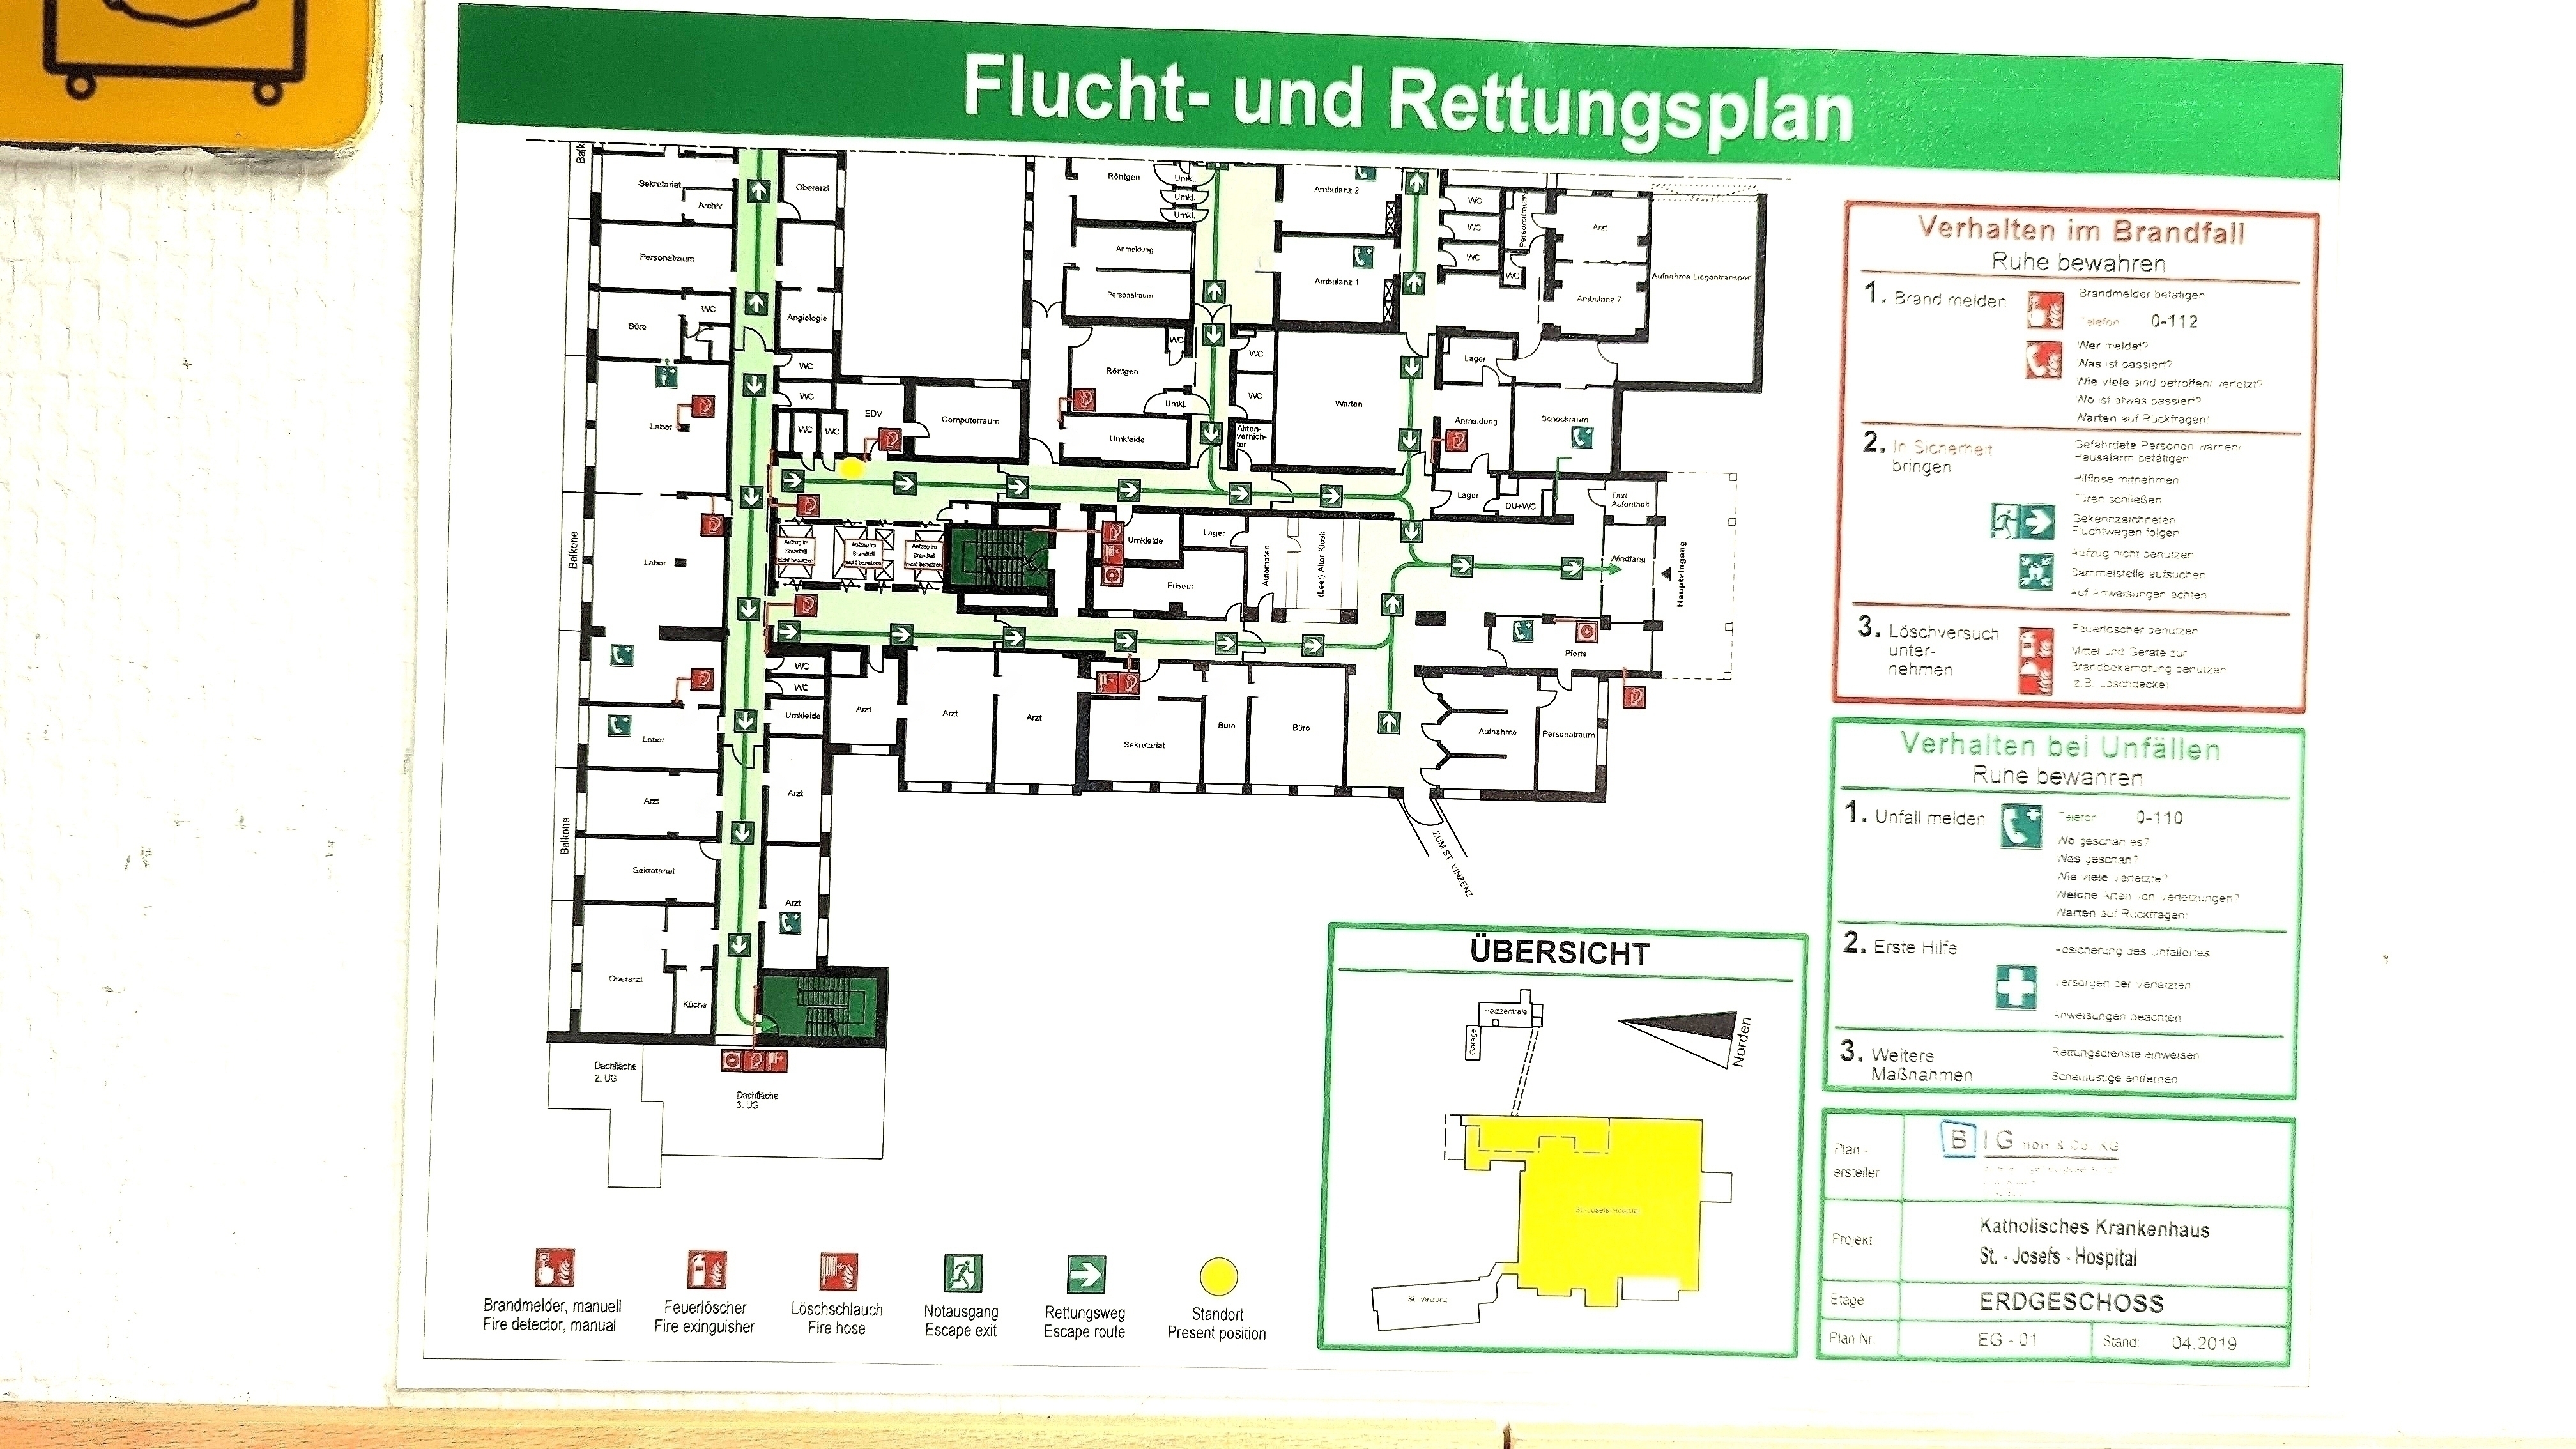 Flucht- und Rettungsplan
Balk
Sekretariat
Archiv
Oberarzt
Röntgen
Umkl.
Umkl.
Umkl.
Ambulanz 2
WC
WC
WC
WC
Personalraum
Arzt
Personalraum
Anmeldung
Personalraum
Ambulanz 1
Ambulanz 7
Aufnahme Liegentransport
Büro
WC
Angiologie
WC
WC
WC
WC
EDV
Computerraum
Röntgen
WC
Umkl.
Umkleide
WC
WC
Akten-
vernich-
ter
Warten
Lager
Anmeldung
Schockraum
Labor
Lager
DU+WC
Taxi
Aufenthalt
Balkone
Labor
Aufzug im
Brandfall
nicht benutzen
Aufzug im
Brandfall
nicht benutzen
Aufzug im
Brandfall
nicht benutzen
Umkleide
Lager
Friseur
Automaten
(Leer) Alter Kiosk
Windfang
Haupteingang
Pforte
WC
WC
Umkleide
Arzt
Arzt
Arzt
Sekretariat
Büro
Büro
Aufnahme
Personalraum
Labor
Arzt
Arzt
Balkone
Sekretariat
Arzt
Oberarzt
Küche
ZUM ST. VINZENZ
Dachfläche
2. UG
Dachfläche
3. UG
Brandmelder, manuell
Fire detector, manual
Feuerlöscher
Fire exinguisher
Löschschlauch
Fire hose
Notausgang
Escape exit
Rettungsweg
Escape route
Standort
Present position
ÜBERSICHT
Heizzentrale
Garage
Norden
St.-Josefs-Hospital
St.-Vinzenz
Verhalten im Brandfall
Ruhe bewahren
1. Brand melden
Brandmelder betätigen
Telefon 0-112
Wer meldet?
Was ist passiert?
Wie viele sind betroffen/ verletzt?
Wo ist etwas passiert?
Warten auf Rückfragen!
2. In Sicherheit
bringen
Gefährdete Personen warnen/
Hausalarm betätigen
Hilflose mitnehmen
Türen schließen
Gekennzeichneten
Fluchtwegen folgen
Aufzug nicht benutzen
Sammelstelle aufsuchen
Auf Anweisungen achten
3. Löschversuch
unter-
nehmen
Feuerlöscher benutzen
Mittel und Geräte zur
Brandbekämpfung benutzen
z.B. Löschdecke)
Verhalten bei Unfällen
Ruhe bewahren
1. Unfall melden
Telefon 0-110
Wo geschah es?
Was geschah?
Wie viele Verletzte?
Welche Arten von Verletzungen?
Warten auf Rückfragen!
2. Erste Hilfe
Absicherung des Unfallortes
Versorgen der Verletzten
Anweisungen beachten
3. Weitere
Maßnahmen
Rettungsdienste einweisen
Schaulustige entfernen
Plan -
ersteller
BIG & Co. KG
Projekt
Katholisches Krankenhaus
St. - Josefs - Hospital
Etage
ERDGESCHOSS
Plan Nr.
EG - 01
Stand:
04.2019